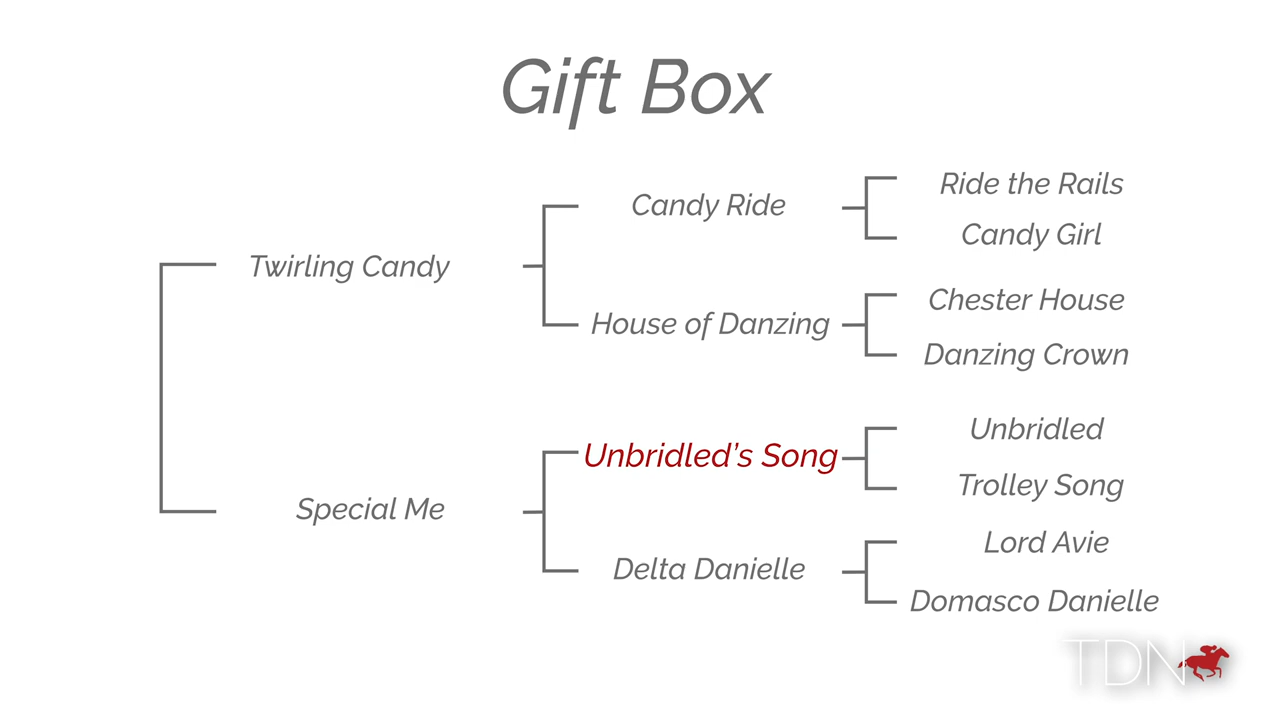 Gift Box
Ride the Rails
Candy Ride
Candy Girl
Twirling Candy
Chester House
House of Danzing
Danzing Crown
Unbridled
Unbridled's Song
Trolley Song
Special Me
Lord Avie
Delta Danielle
Domasco Danielle
TDN